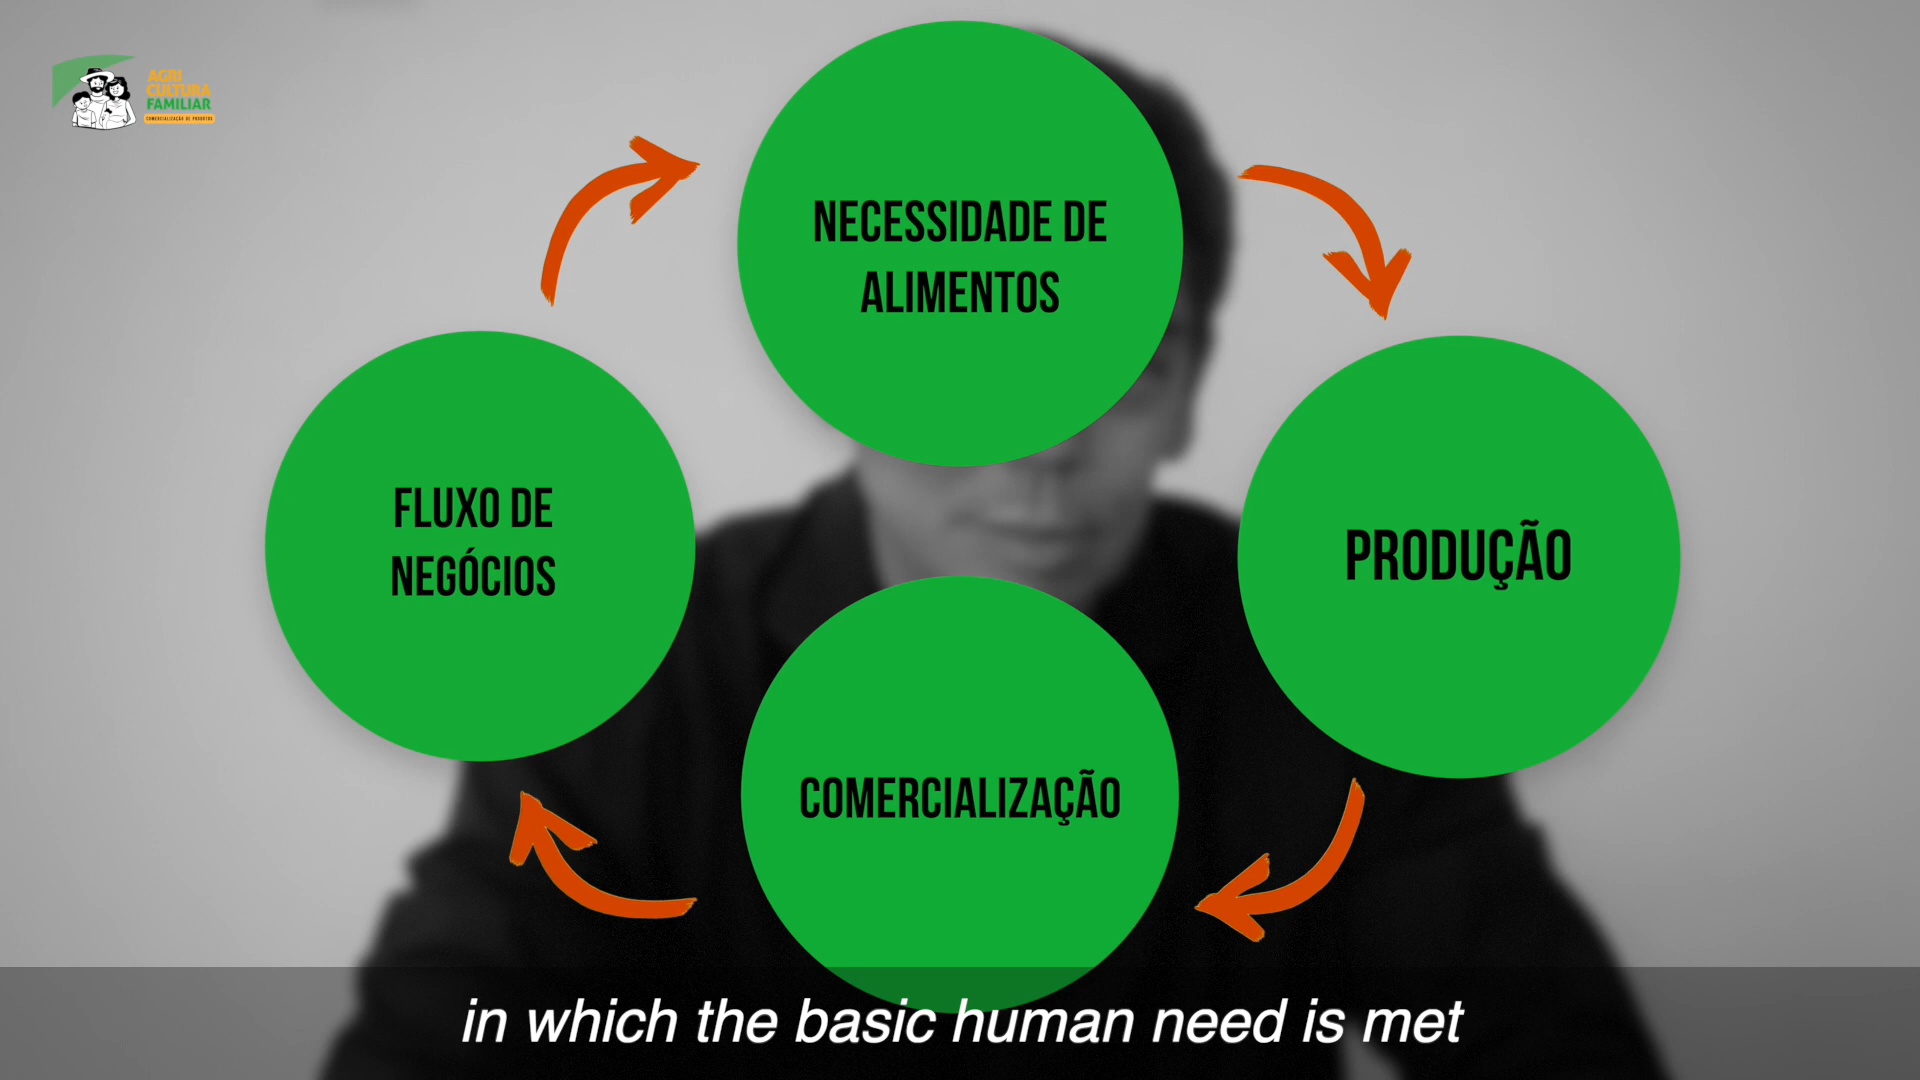 AGRI
CULTURA
FAMILIAR
NECESSIDADE DE
ALIMENTOS
FLUXO DE
NEGÓCIOS
PRODUÇÃO
COMERCIALIZAÇÃO
in which the basic human need is met